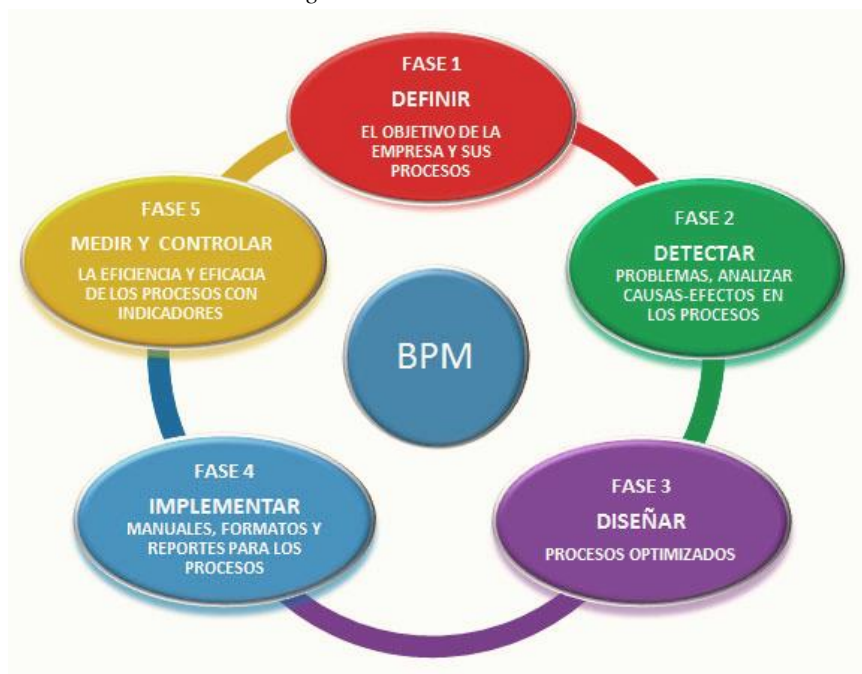 FASE 1
DEFINIR
EL OBJETIVO DE LA
EMPRESA Y SUS
PROCESOS
FASE 2
DETECTAR
PROBLEMAS, ANALIZAR
CAUSAS-EFECTOS EN
LOS PROCESOS
FASE 3
DISEÑAR
PROCESOS OPTIMIZADOS
FASE 4
IMPLEMENTAR
MANUALES, FORMATOS Y
REPORTES PARA LOS
PROCESOS
FASE 5
MEDIR Y CONTROLAR
LA EFICIENCIA Y EFICACIA
DE LOS PROCESOS CON
INDICADORES
BPM